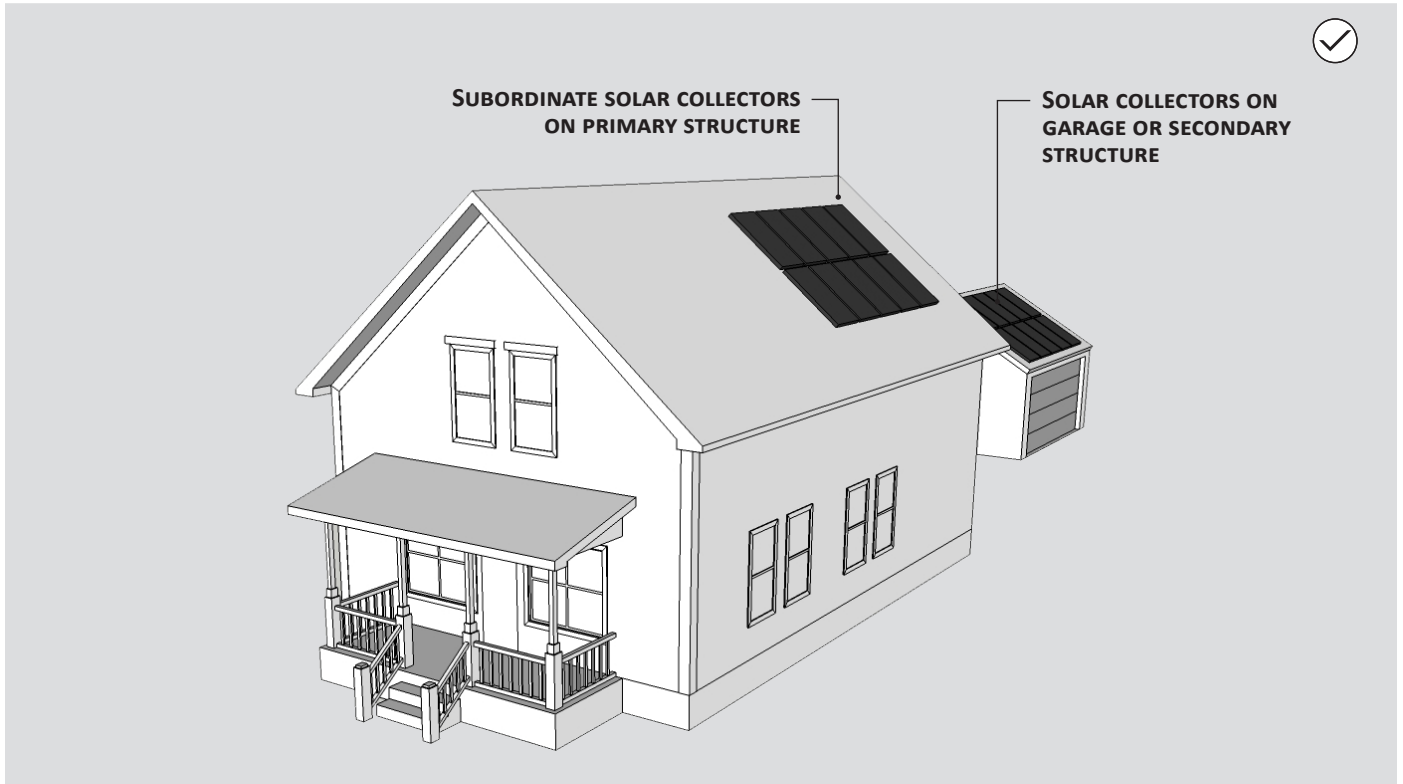 Subordinate solar collectors
on primary structure
Solar collectors on
garage or secondary
structure